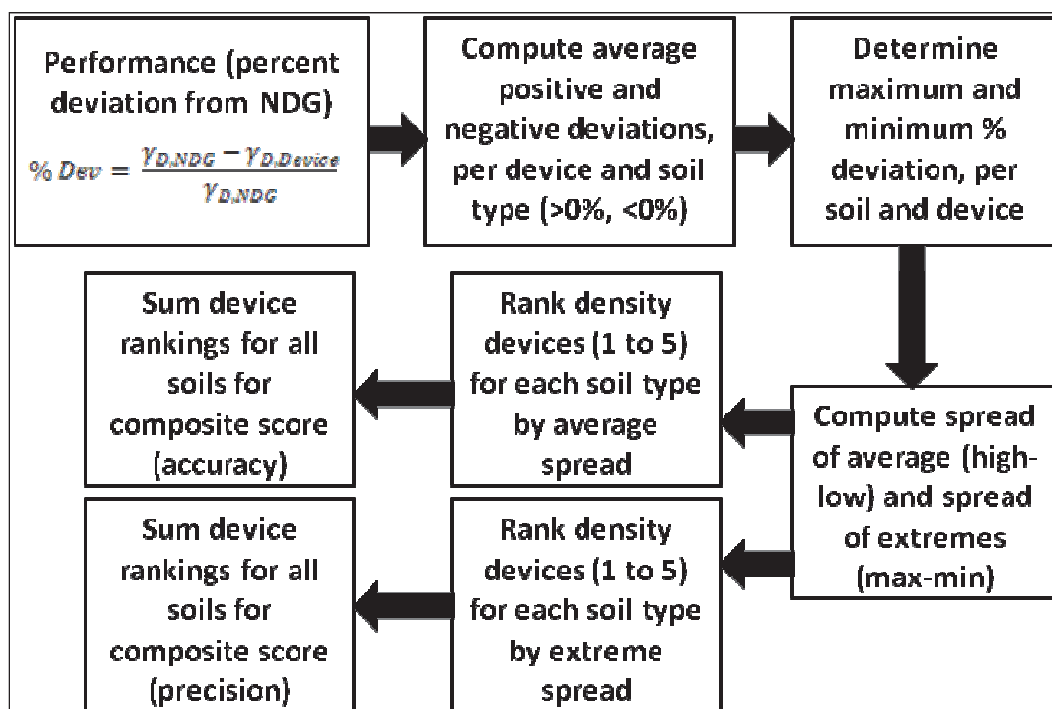 Performance (percent
deviation from NDG)
% Dev = (γD,NDG − γD,Device) / γD,NDG
Compute average
positive and
negative deviations,
per device and soil
type (>0%, <0%)
Determine
maximum and
minimum %
deviation, per
soil and device
Compute spread
of average (high-
low) and spread
of extremes
(max-min)
Rank density
devices (1 to 5)
for each soil type
by average
spread
Sum device
rankings for all
soils for
composite score
(accuracy)
Rank density
devices (1 to 5)
for each soil type
by extreme
spread
Sum device
rankings for all
soils for
composite score
(precision)